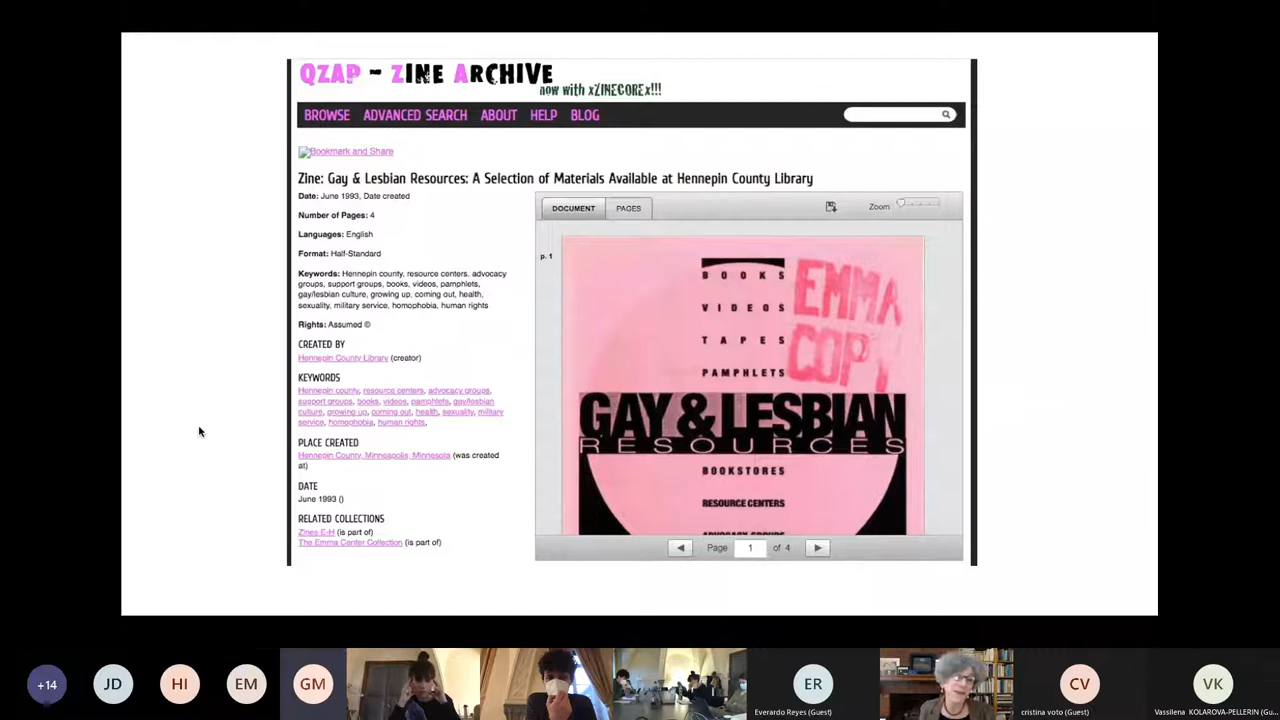 QZAP ~ ZINE ARCHIVE
now with xZINECOREx!!!
BROWSE ADVANCED SEARCH ABOUT HELP BLOG
Bookmark and Share
Zine: Gay & Lesbian Resources: A Selection of Materials Available at Hennepin County Library
Date: June 1993, Date created
Number of Pages: 4
Languages: English
Format: Half-Standard
Keywords: Hennepin county, resource centers, advocacy
groups, support groups, books, videos, pamphlets,
gay/lesbian culture, growing up, coming out, health,
sexuality, military service, homophobia, human rights
Rights: Assumed ©
CREATED BY
Hennepin County Library (creator)
KEYWORDS
Hennepin county, resource centers, advocacy groups,
support groups, books, videos, pamphlets, gay/lesbian
culture, growing up, coming out, health, sexuality, military
service, homophobia, human rights,
PLACE CREATED
Hennepin County, Minneapolis, Minnesota (was created
at)
DATE
June 1993 ()
RELATED COLLECTIONS
Zines E-H (is part of)
The Emma Center Collection (is part of)
DOCUMENT PAGES
Zoom
p. 1
BOOKS
VIDEOS
TAPES
PAMPHLETS
EMMA
COPY
GAY & LESBIAN
RESOURCES
BOOKSTORES
RESOURCE CENTERS
ADVOCACY GROUPS
Page 1 of 4
+14 JD HI EM GM ER CV VK
Everardo Reyes (Guest)
cristina voto (Guest)
Vassilena KOLAROVA-PELLERIN (Gu...